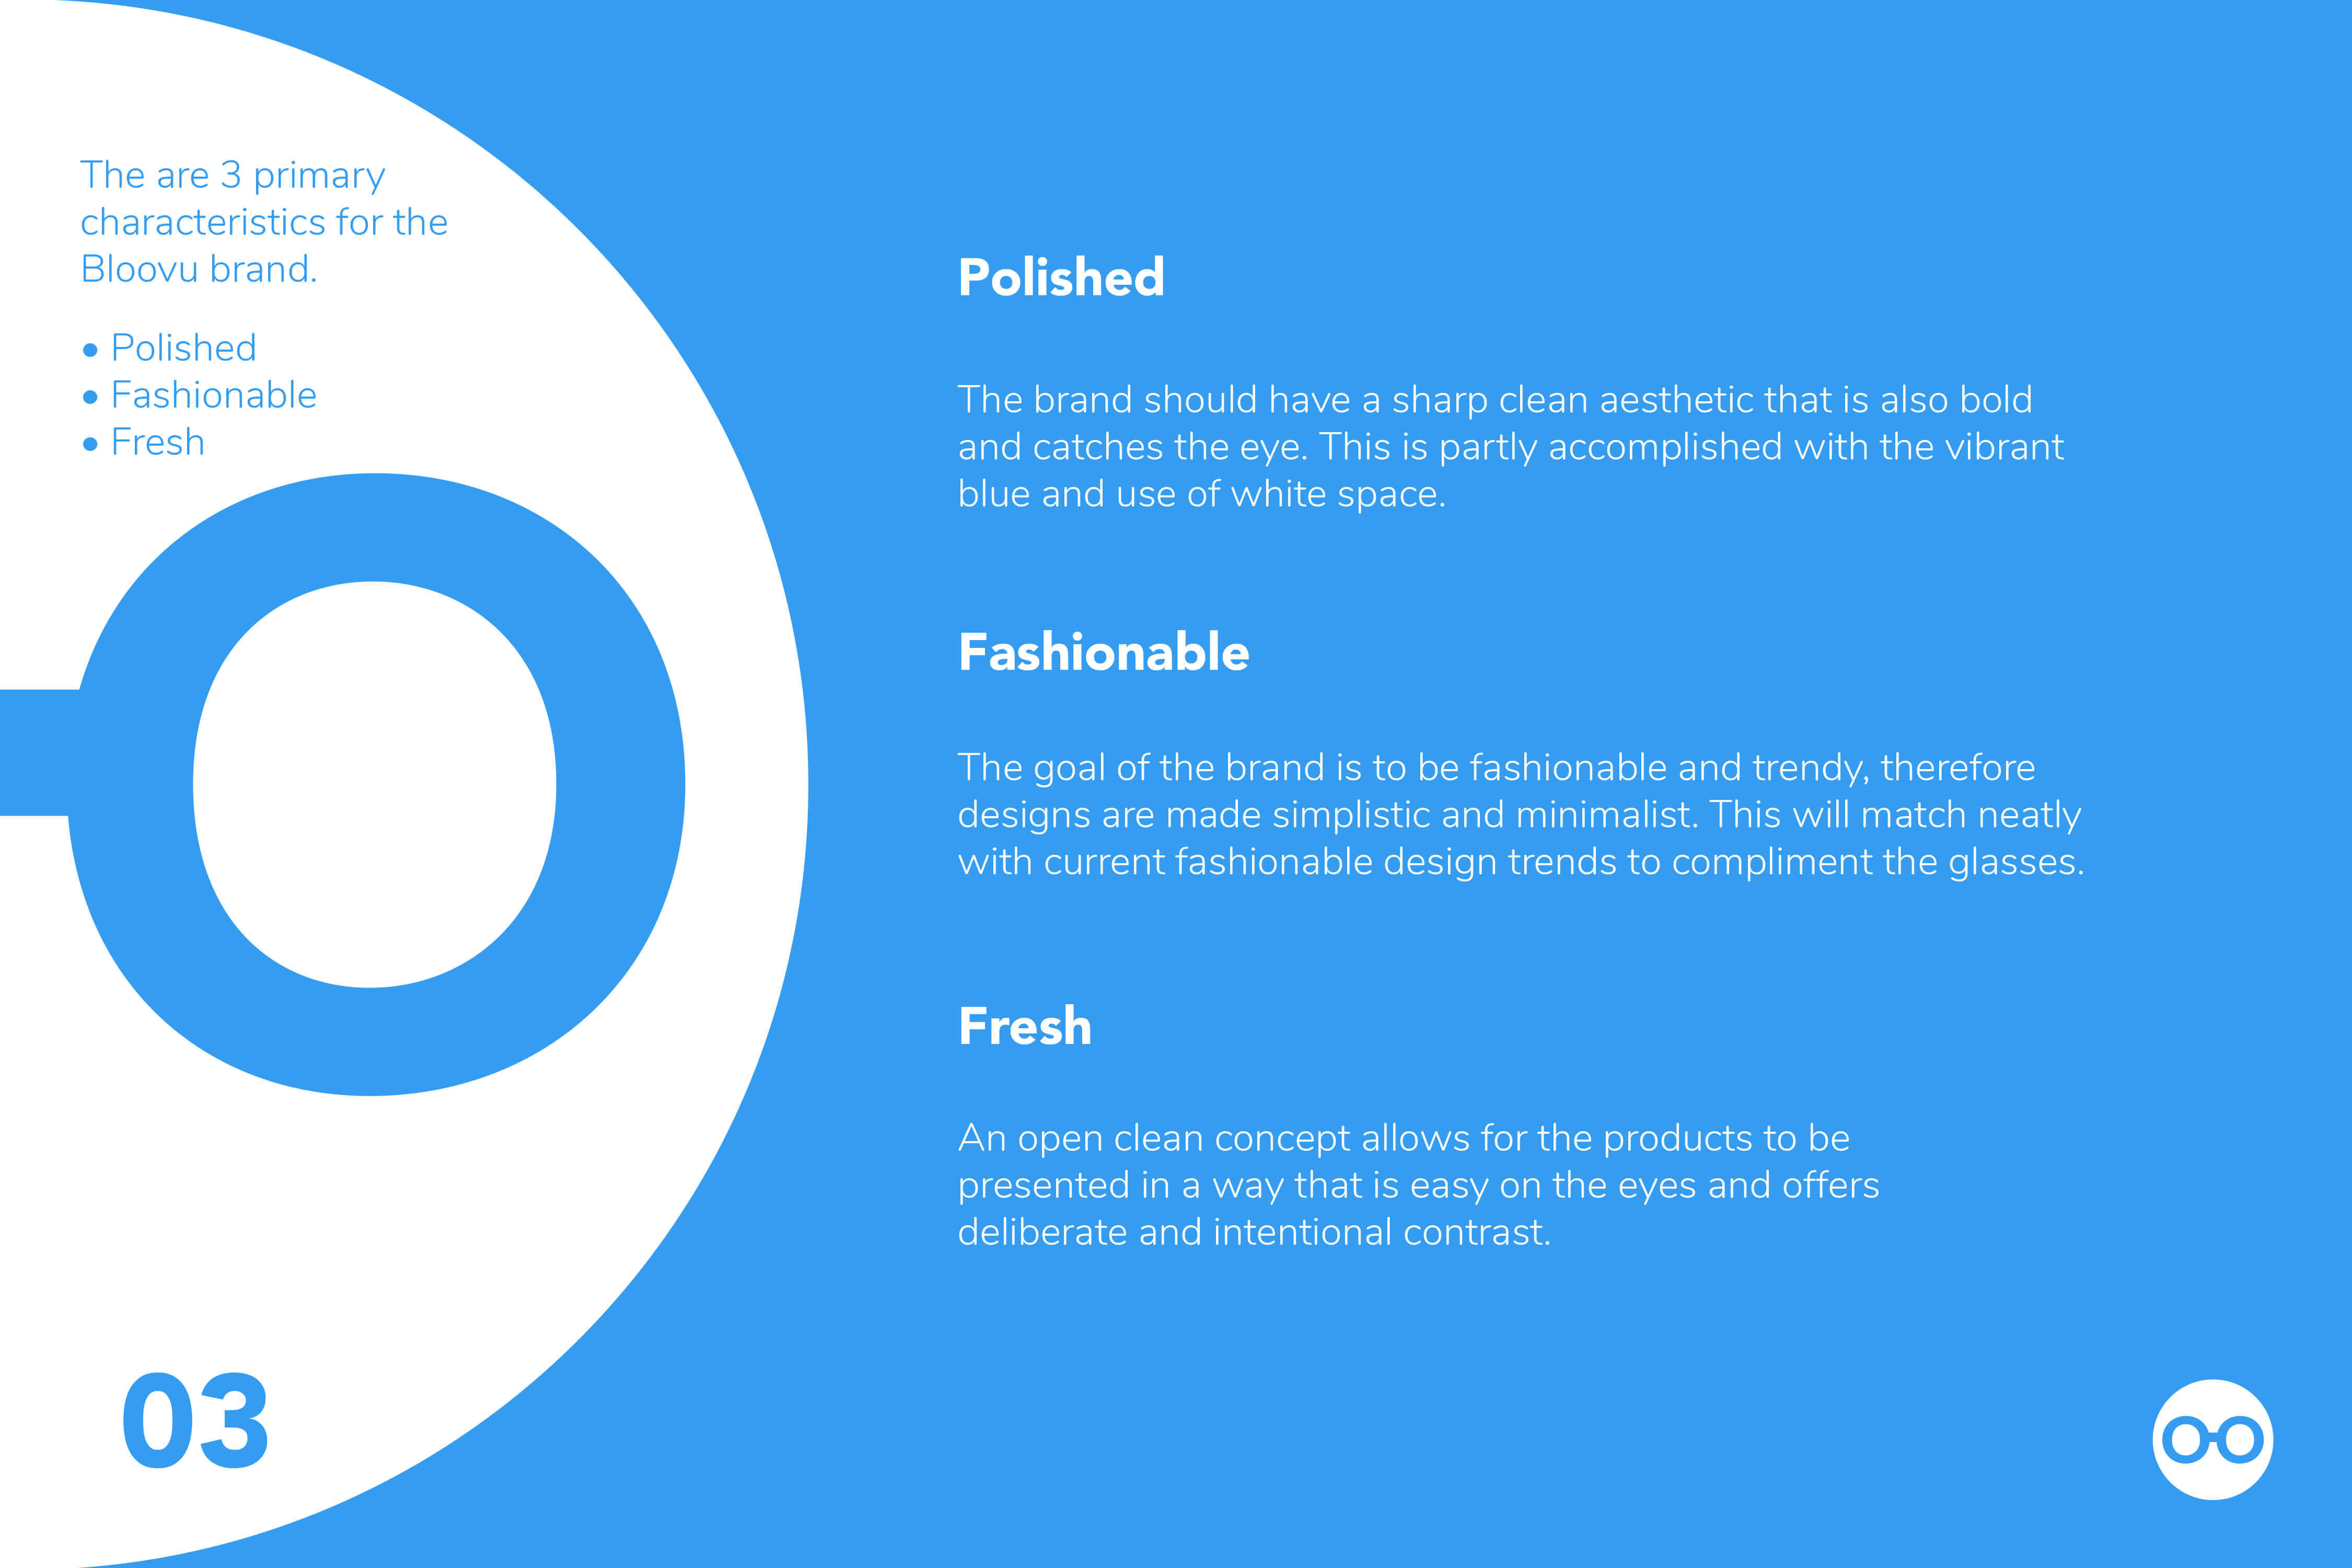 The are 3 primary
characteristics for the
Bloovu brand.
• Polished
• Fashionable
• Fresh
03
Polished
The brand should have a sharp clean aesthetic that is also bold
and catches the eye. This is partly accomplished with the vibrant
blue and use of white space.
Fashionable
The goal of the brand is to be fashionable and trendy, therefore
designs are made simplistic and minimalist. This will match neatly
with current fashionable design trends to compliment the glasses.
Fresh
An open clean concept allows for the products to be
presented in a way that is easy on the eyes and offers
deliberate and intentional contrast.